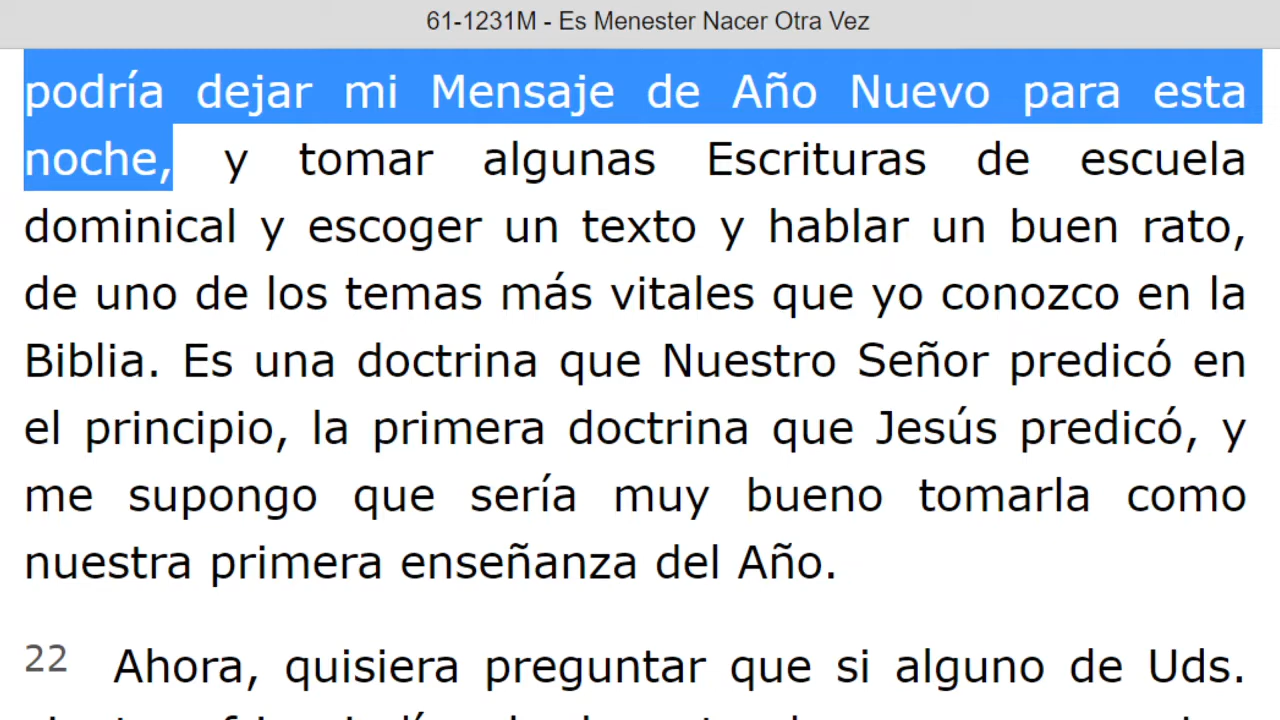 61-1231M - Es Menester Nacer Otra Vez
podría dejar mi Mensaje de Año Nuevo para esta
noche, y tomar algunas Escrituras de escuela
dominical y escoger un texto y hablar un buen rato,
de uno de los temas más vitales que yo conozco en la
Biblia. Es una doctrina que Nuestro Señor predicó en
el principio, la primera doctrina que Jesús predicó, y
me supongo que sería muy bueno tomarla como
nuestra primera enseñanza del Año.
22 Ahora, quisiera preguntar que si alguno de Uds.